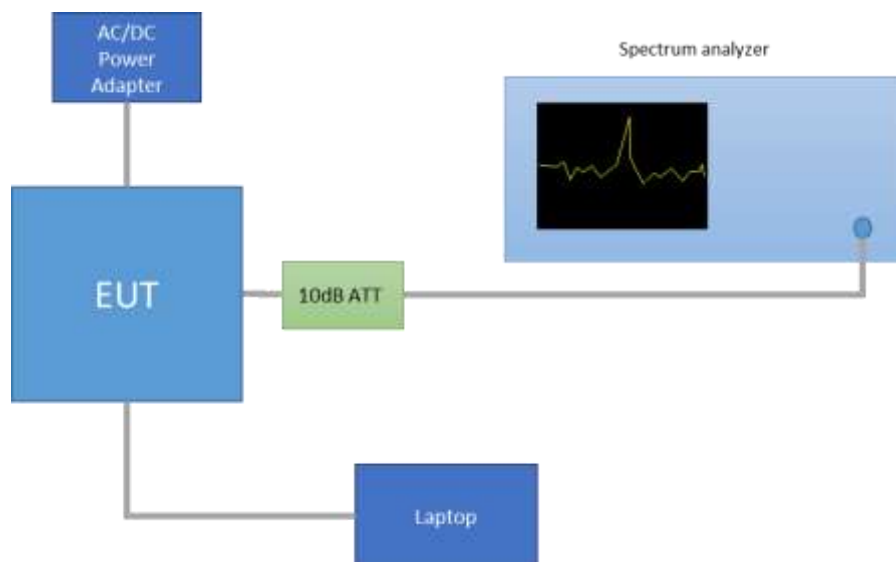 AC/DC
Power
Adapter
Spectrum analyzer
EUT
10dB ATT
Laptop